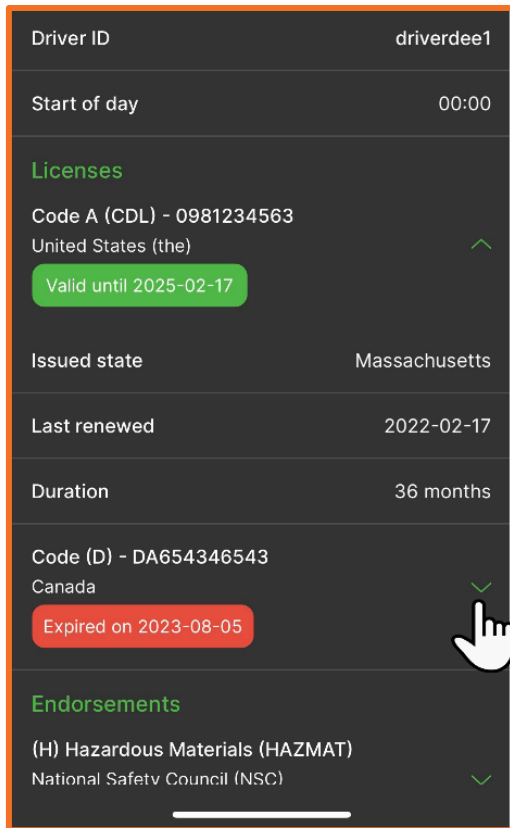 Driver ID driverdee1
Start of day 00:00
Licenses
Code A (CDL) - 0981234563
United States (the)
Valid until 2025-02-17
Issued state Massachusetts
Last renewed 2022-02-17
Duration 36 months
Code (D) - DA654346543
Canada
Expired on 2023-08-05
Endorsements
(H) Hazardous Materials (HAZMAT)
National Safety Council (NSC)